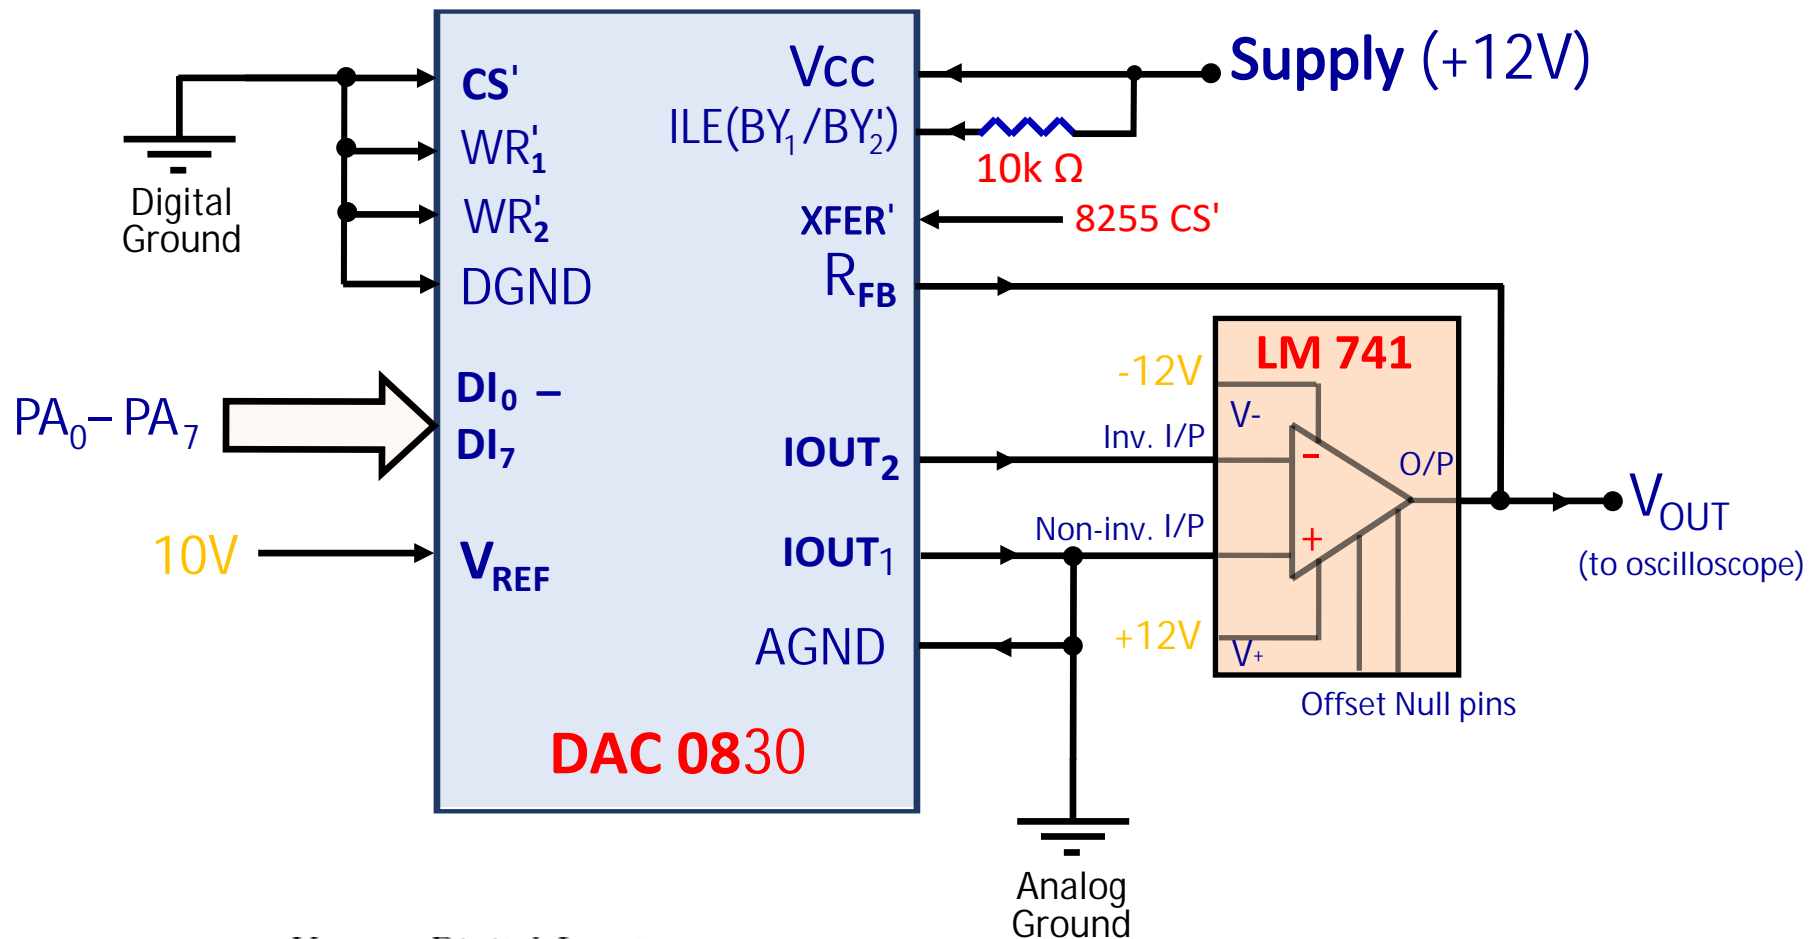 CS'
WR'1
WR'2
DGND
Digital
Ground
DI0 –
DI7
PA0– PA7
10V
VREF
Vcc
ILE(BY1/BY'2)
XFER'
RFB
IOUT2
IOUT1
AGND
DAC 0830
Supply (+12V)
10k Ω
8255 CS'
LM 741
-12V
V-
Inv. I/P
–
O/P
Non-inv. I/P
+
+12V
V+
Offset Null pins
VOUT
(to oscilloscope)
Analog
Ground